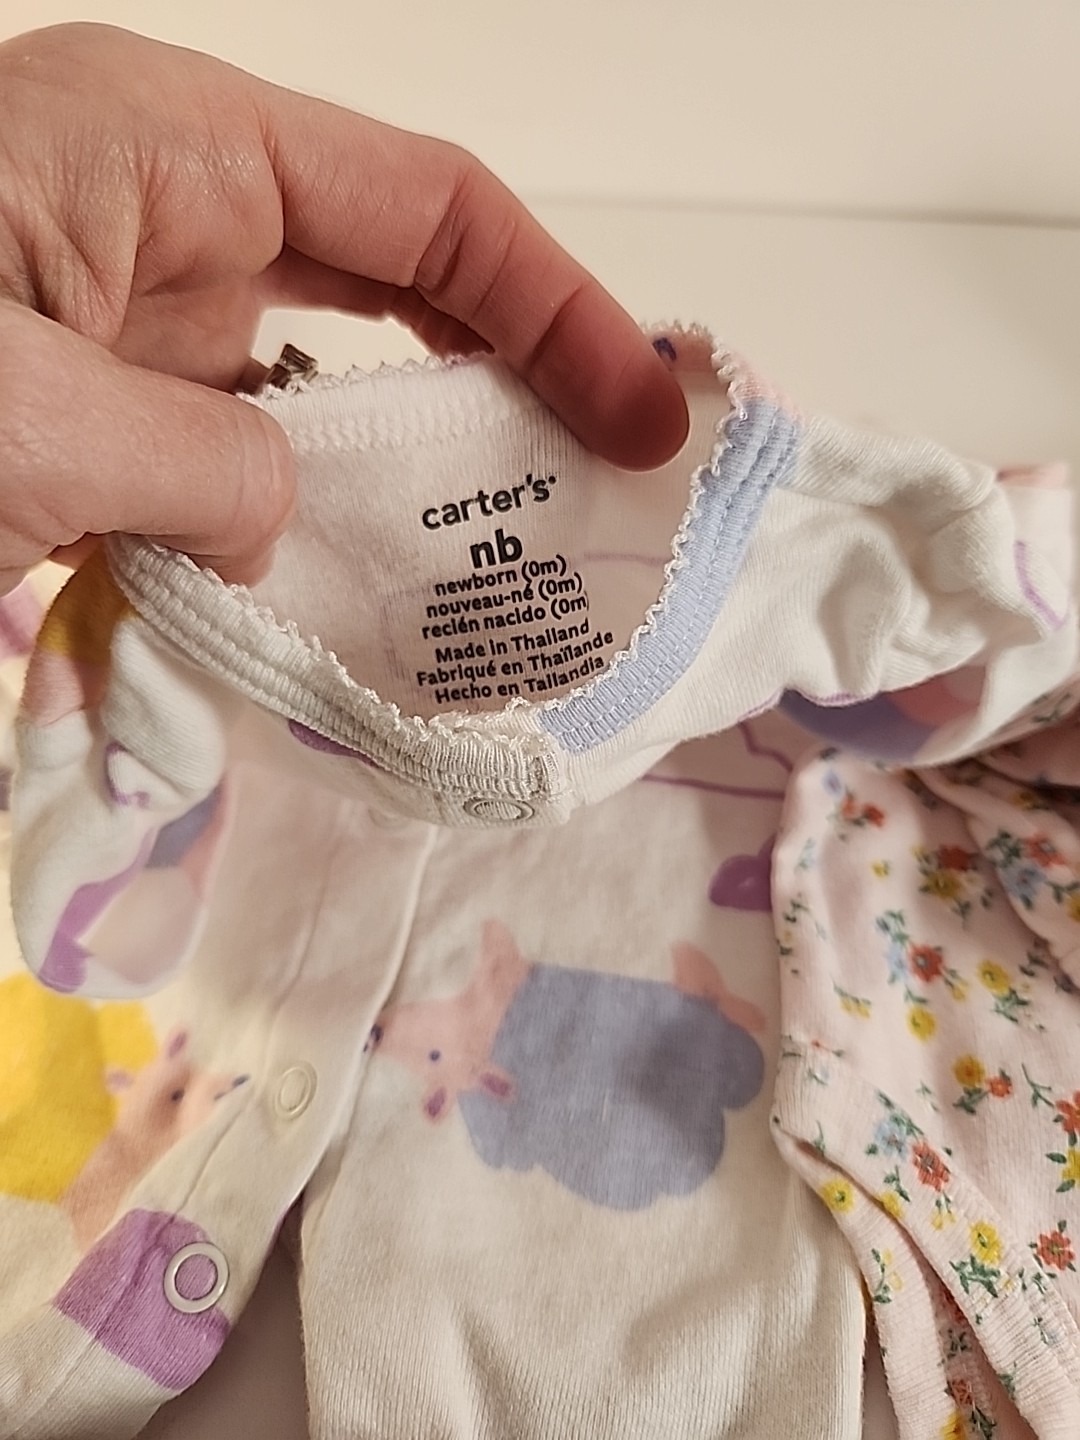 carter's
nb
newborn (0m)
nouveau-né (0m)
recién nacido (0m
Made in Thailand
Fabriqué en Thaïlande
Hecho en Tailandia